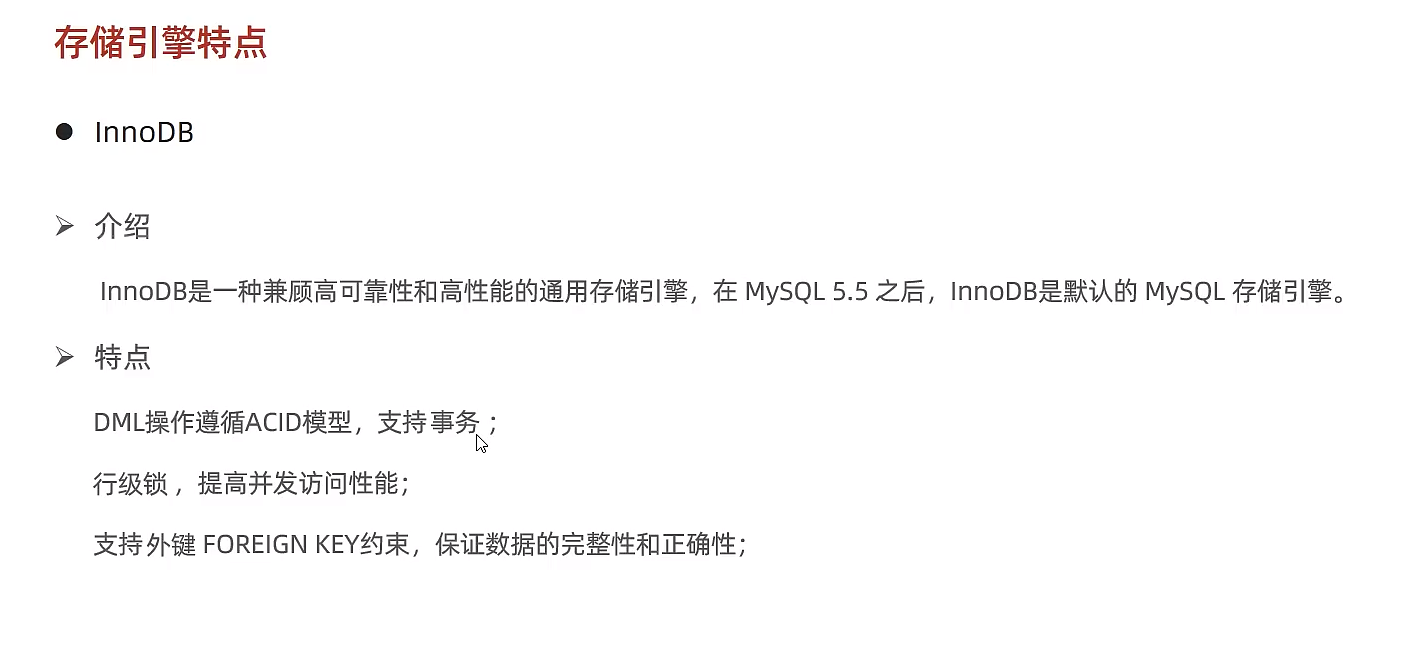 存储引擎特点
● InnoDB
➢ 介绍
InnoDB是一种兼顾高可靠性和高性能的通用存储引擎，在 MySQL 5.5 之后，InnoDB是默认的 MySQL 存储引擎。
➢ 特点
DML操作遵循ACID模型，支持事务；
行级锁，提高并发访问性能；
支持外键 FOREIGN KEY约束，保证数据的完整性和正确性；